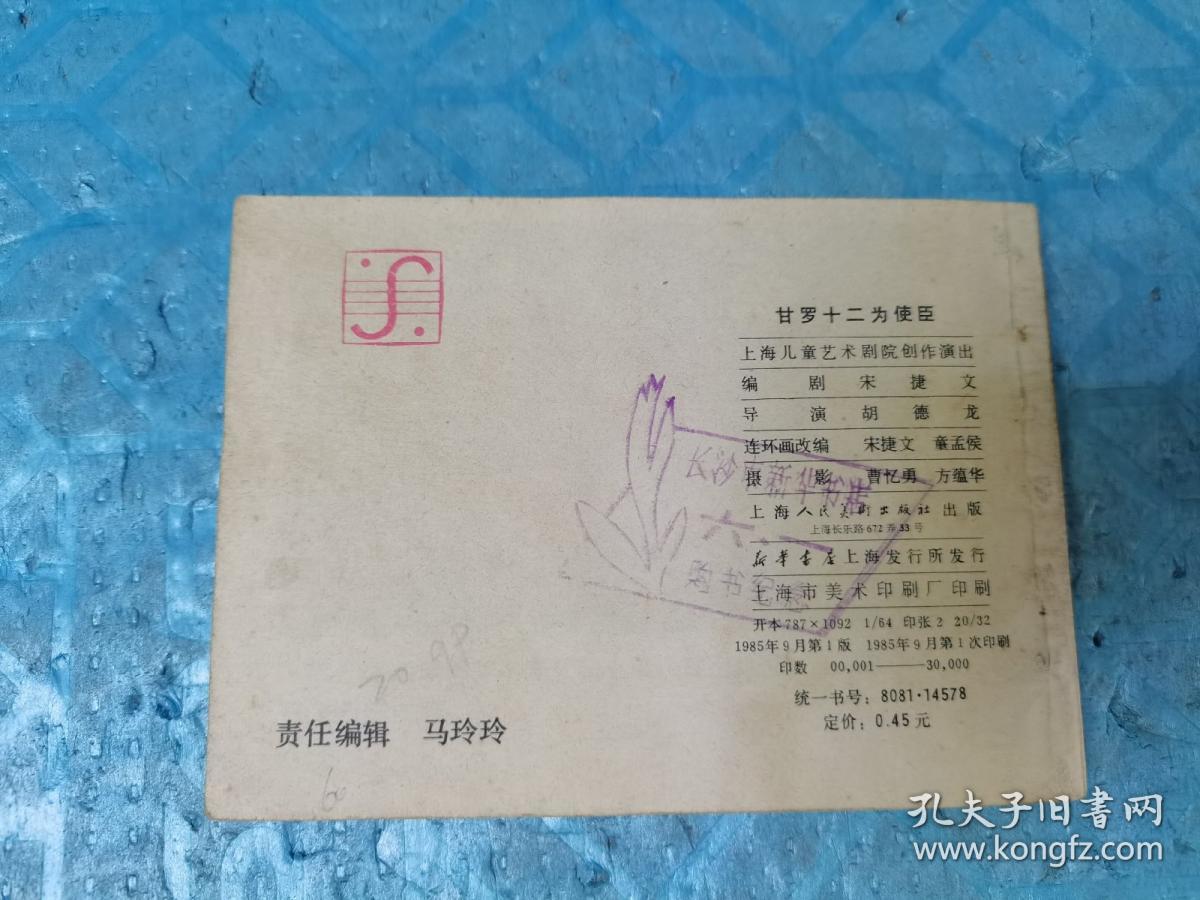 甘罗十二为使臣
上海儿童艺术剧院创作演出
编剧 宋捷文
导演 胡德龙
连环画改编 宋捷文 童孟侯
摄影 曹忆勇 方蕴华
上海人民美術出版社出版
上海长乐路672弄33号
新华書店上海发行所发行
上海市美术印刷厂印刷
开本787×1092 1/64 印张2 20/32
1985年9月第1版 1985年9月第1次印刷
印数 00,001——30,000
统一书号：8081·14578
定价：0.45元
长沙市新华书店
六.一
购书纪念
责任编辑 马玲玲
孔夫子旧书网
www.kongfz.com